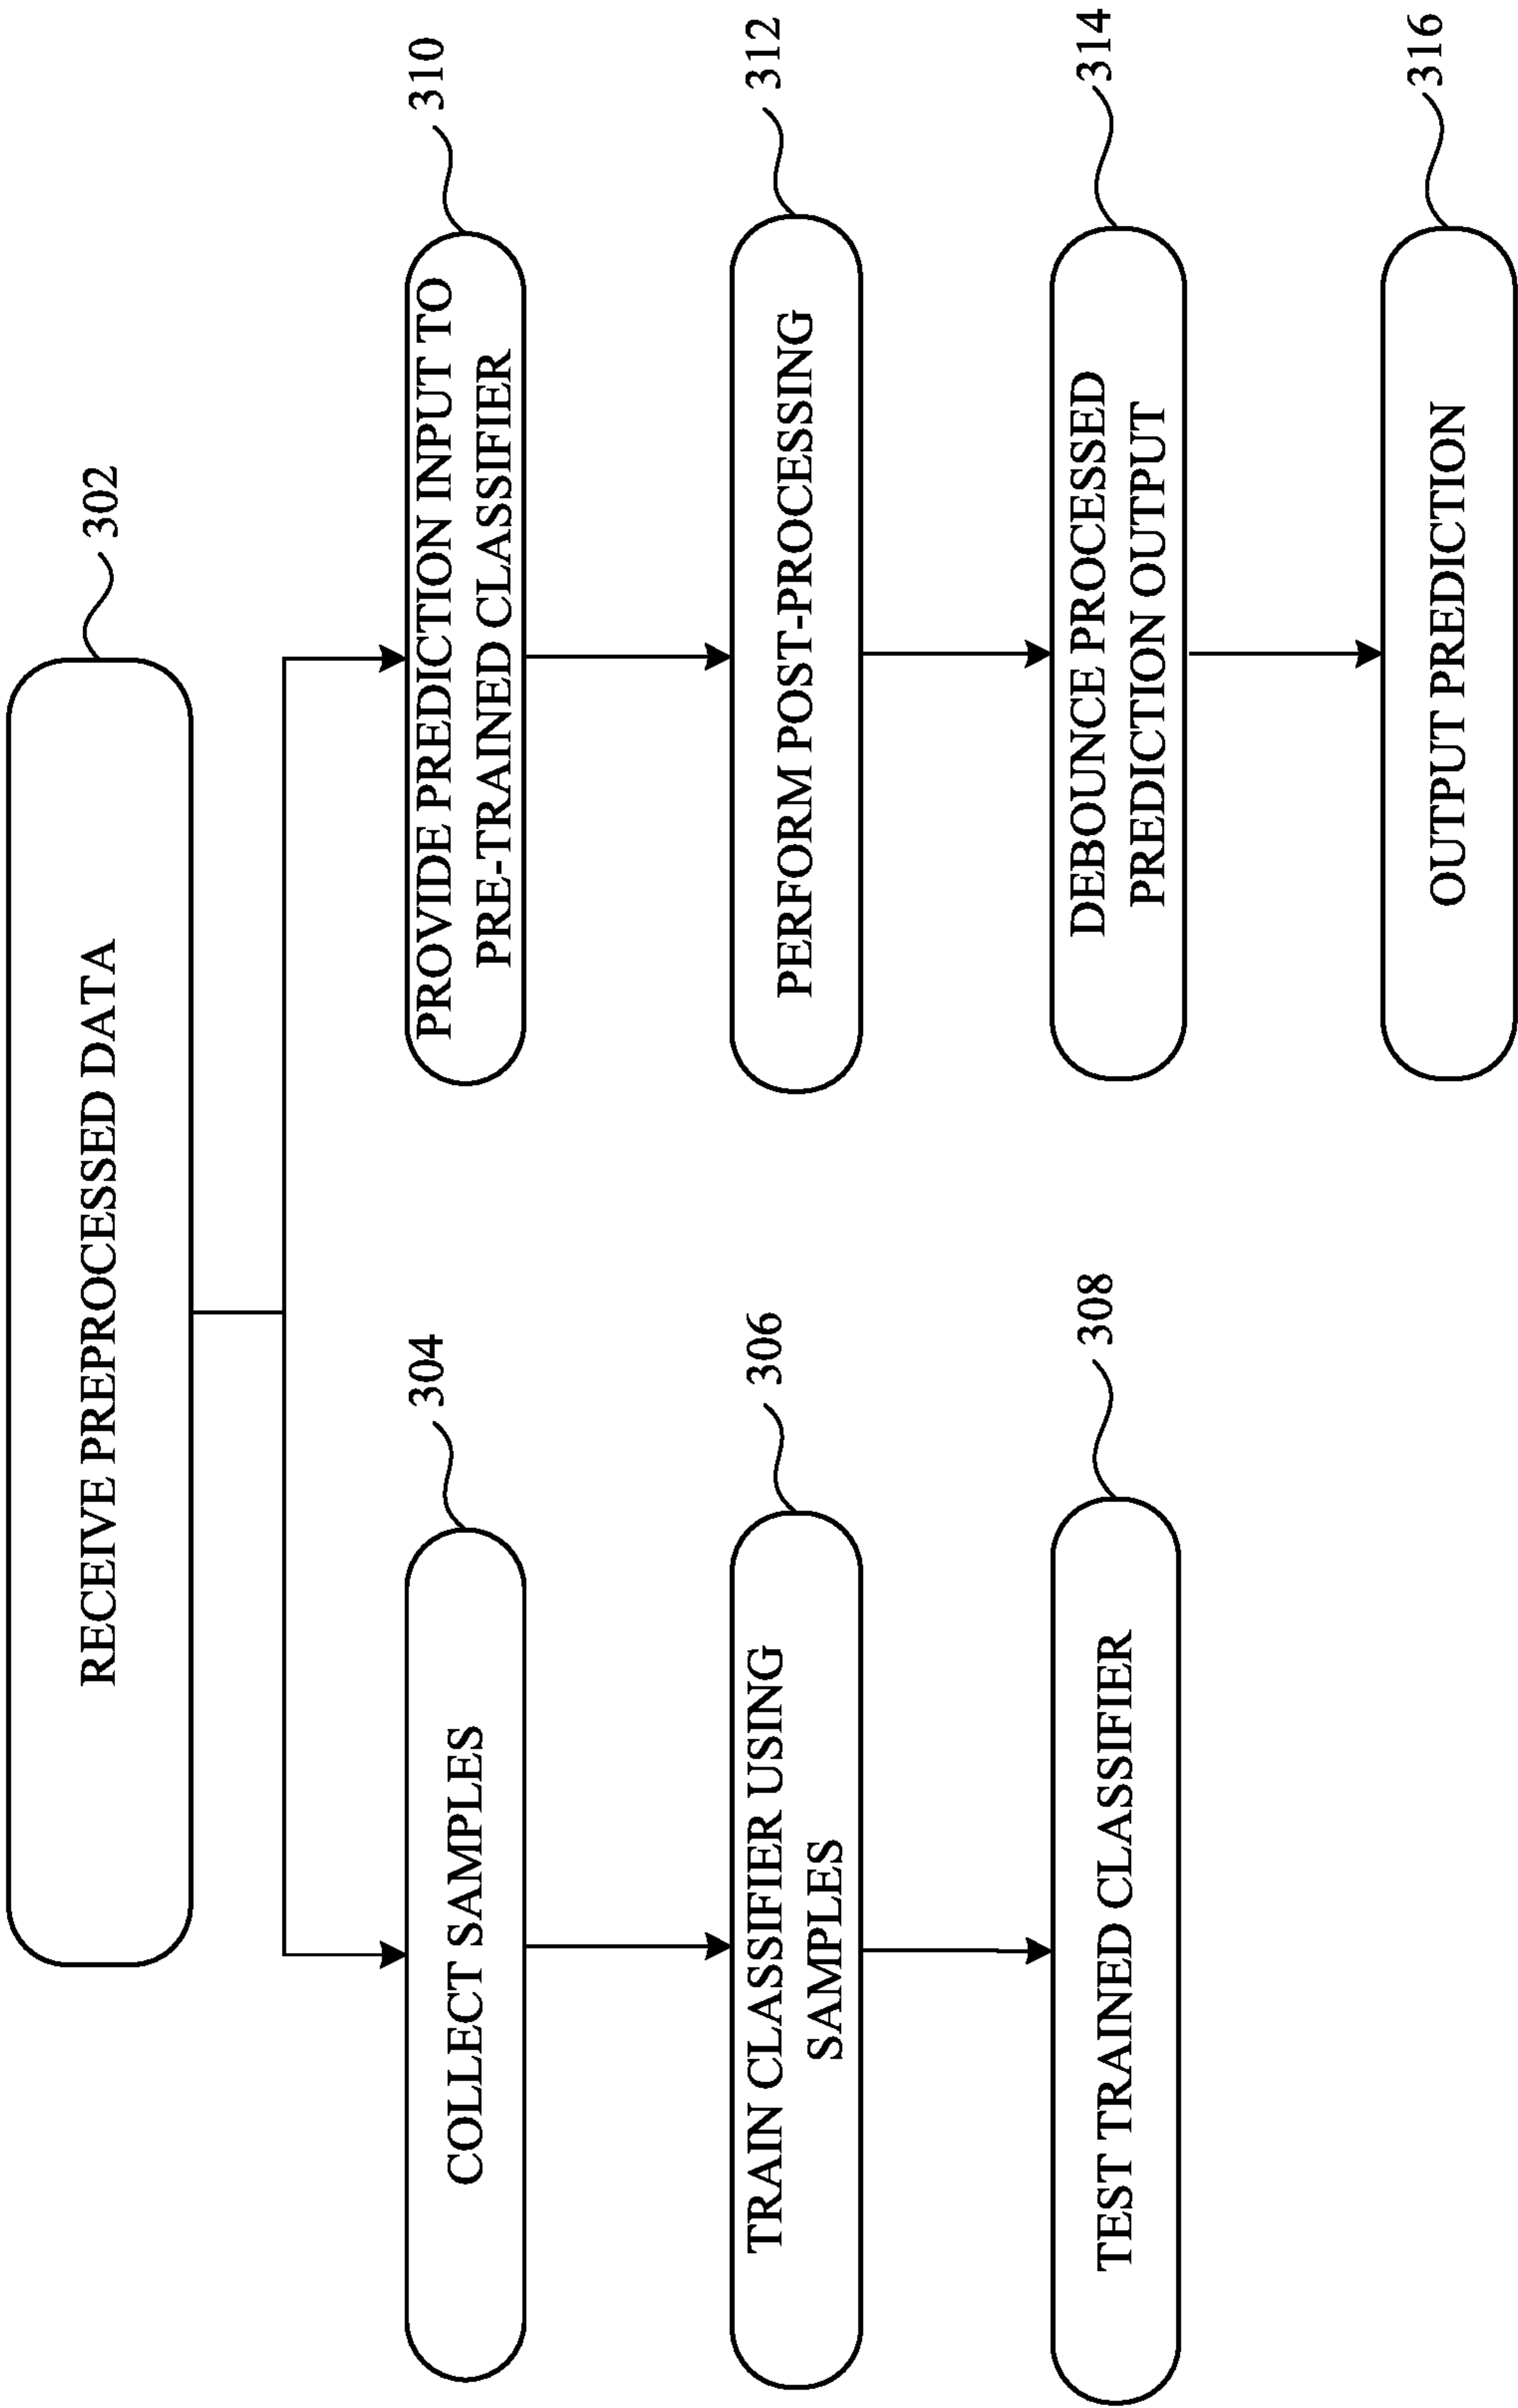 RECEIVE PREPROCESSED DATA
302
COLLECT SAMPLES
304
TRAIN CLASSIFIER USING
SAMPLES
306
TEST TRAINED CLASSIFIER
308
PROVIDE PREDICTION INPUT TO
PRE-TRAINED CLASSIFIER
310
PERFORM POST-PROCESSING
312
DEBOUNCE PROCESSED
PREDICTION OUTPUT
314
OUTPUT PREDICTION
316